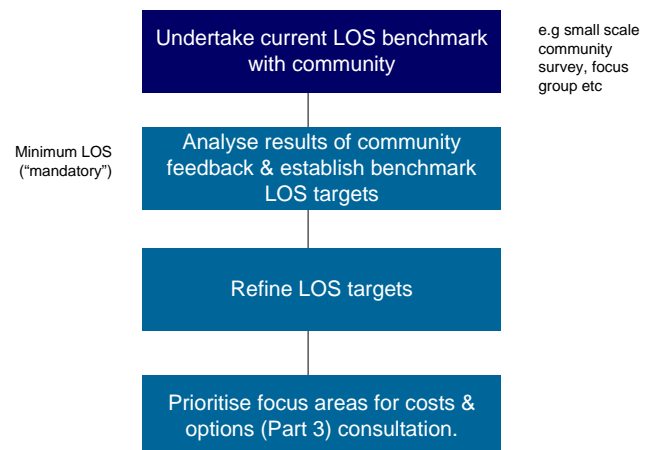 Undertake current LOS benchmark
with community
e.g small scale
community
survey, focus
group etc
Minimum LOS
(“mandatory”)
Analyse results of community
feedback & establish benchmark
LOS targets
Refine LOS targets
Prioritise focus areas for costs &
options (Part 3) consultation.